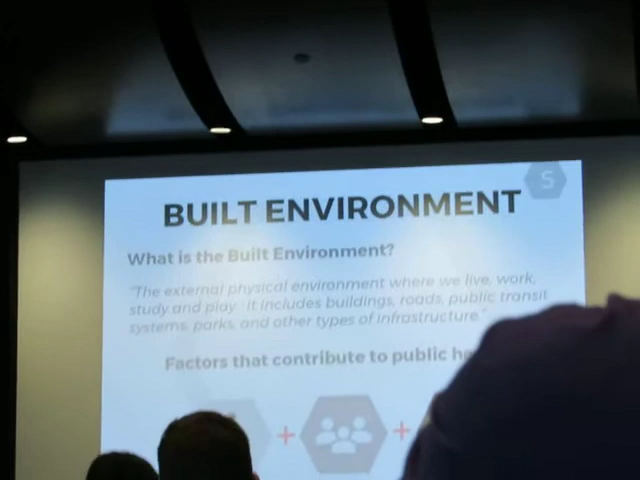 S
BUILT ENVIRONMENT
What is the Built Environment?
"The external physical environment where we live, work,
study and play - it includes buildings, roads, public transit
systems, parks, and other types of infrastructure."
Factors that contribute to public
+ +